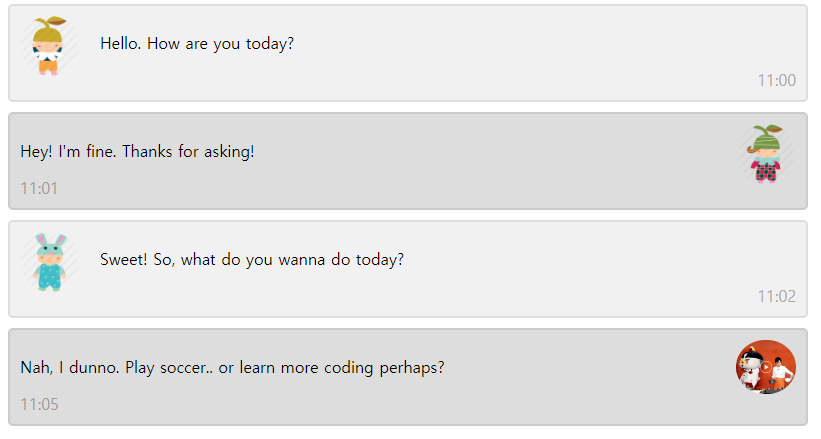 Hello. How are you today?
11:00
Hey! I'm fine. Thanks for asking!
11:01
Sweet! So, what do you wanna do today?
11:02
Nah, I dunno. Play soccer.. or learn more coding perhaps?
11:05